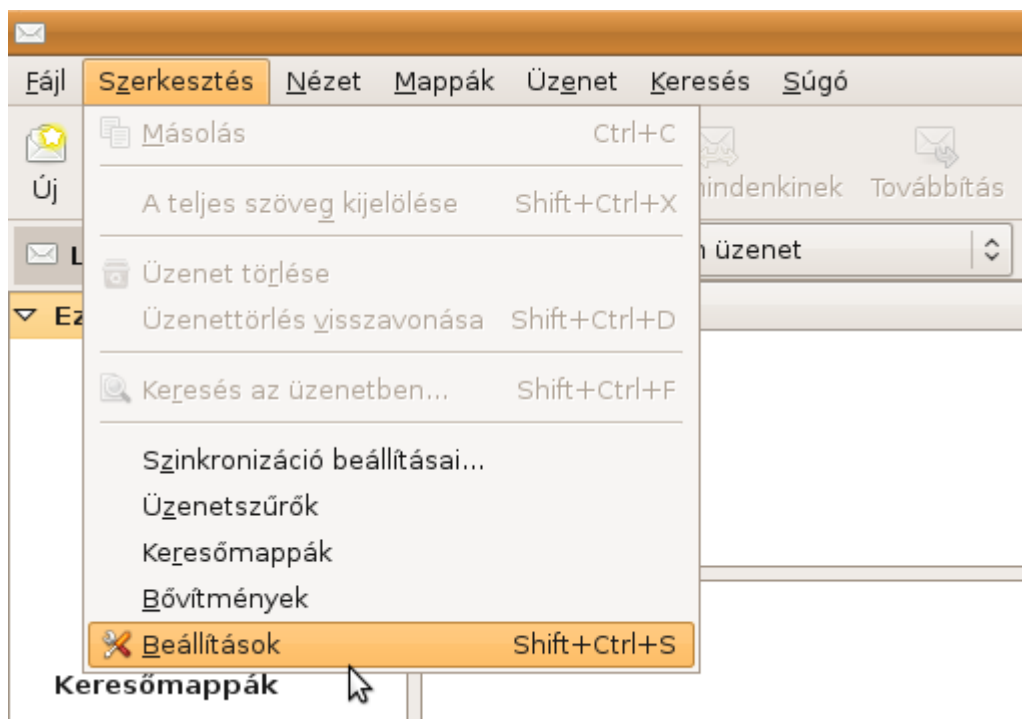 Fájl Szerkesztés Nézet Mappák Üzenet Keresés Súgó
Új mindenkinek Továbbítás
üzenet
Másolás Ctrl+C
A teljes szöveg kijelölése Shift+Ctrl+X
Üzenet törlése
Üzenettörlés visszavonása Shift+Ctrl+D
Keresés az üzenetben... Shift+Ctrl+F
Szinkronizáció beállításai...
Üzenetszűrők
Keresőmappák
Bővítmények
Beállítások Shift+Ctrl+S
Keresőmappák